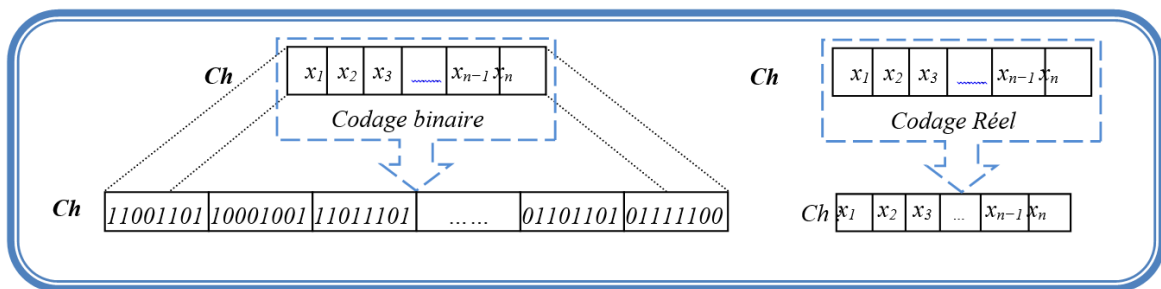 Ch x1 x2 x3 ...... xn−1 xn
Codage binaire
Ch 11001101 10001001 11011101 …… 01101101 01111100
Ch x1 x2 x3 ...... xn−1 xn
Codage Réel
Ch : x1 x2 x3 ... xn−1 xn